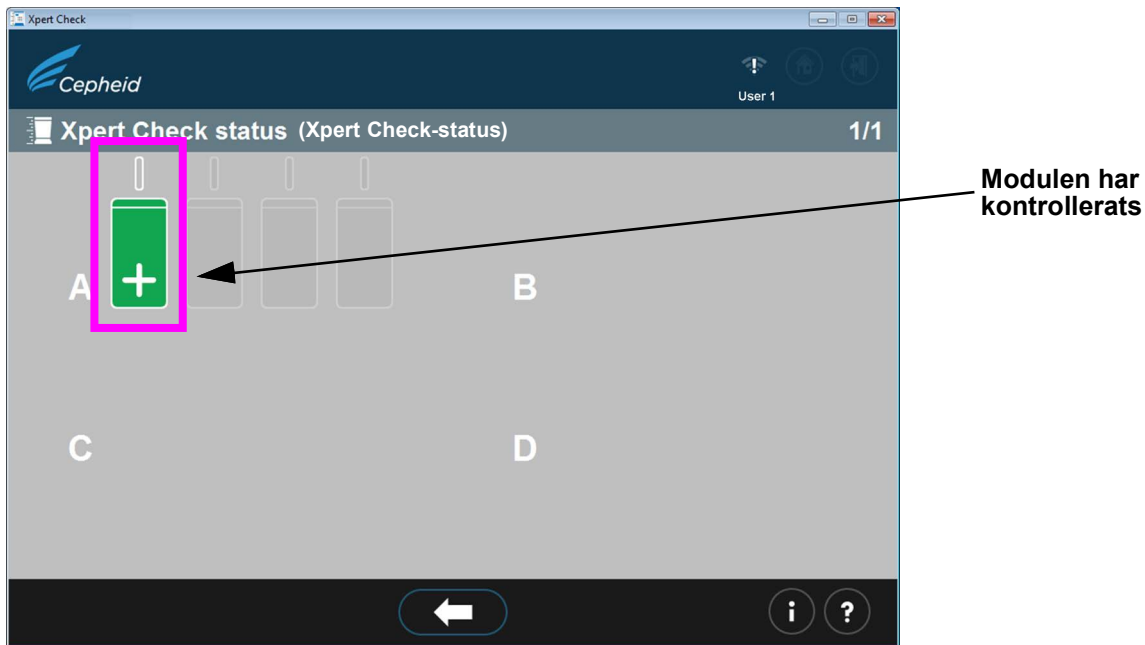 Xpert Check
Cepheid
User 1
Xpert Check status (Xpert Check-status) 1/1
Modulen har
kontrollerats
A B
C D
i ?